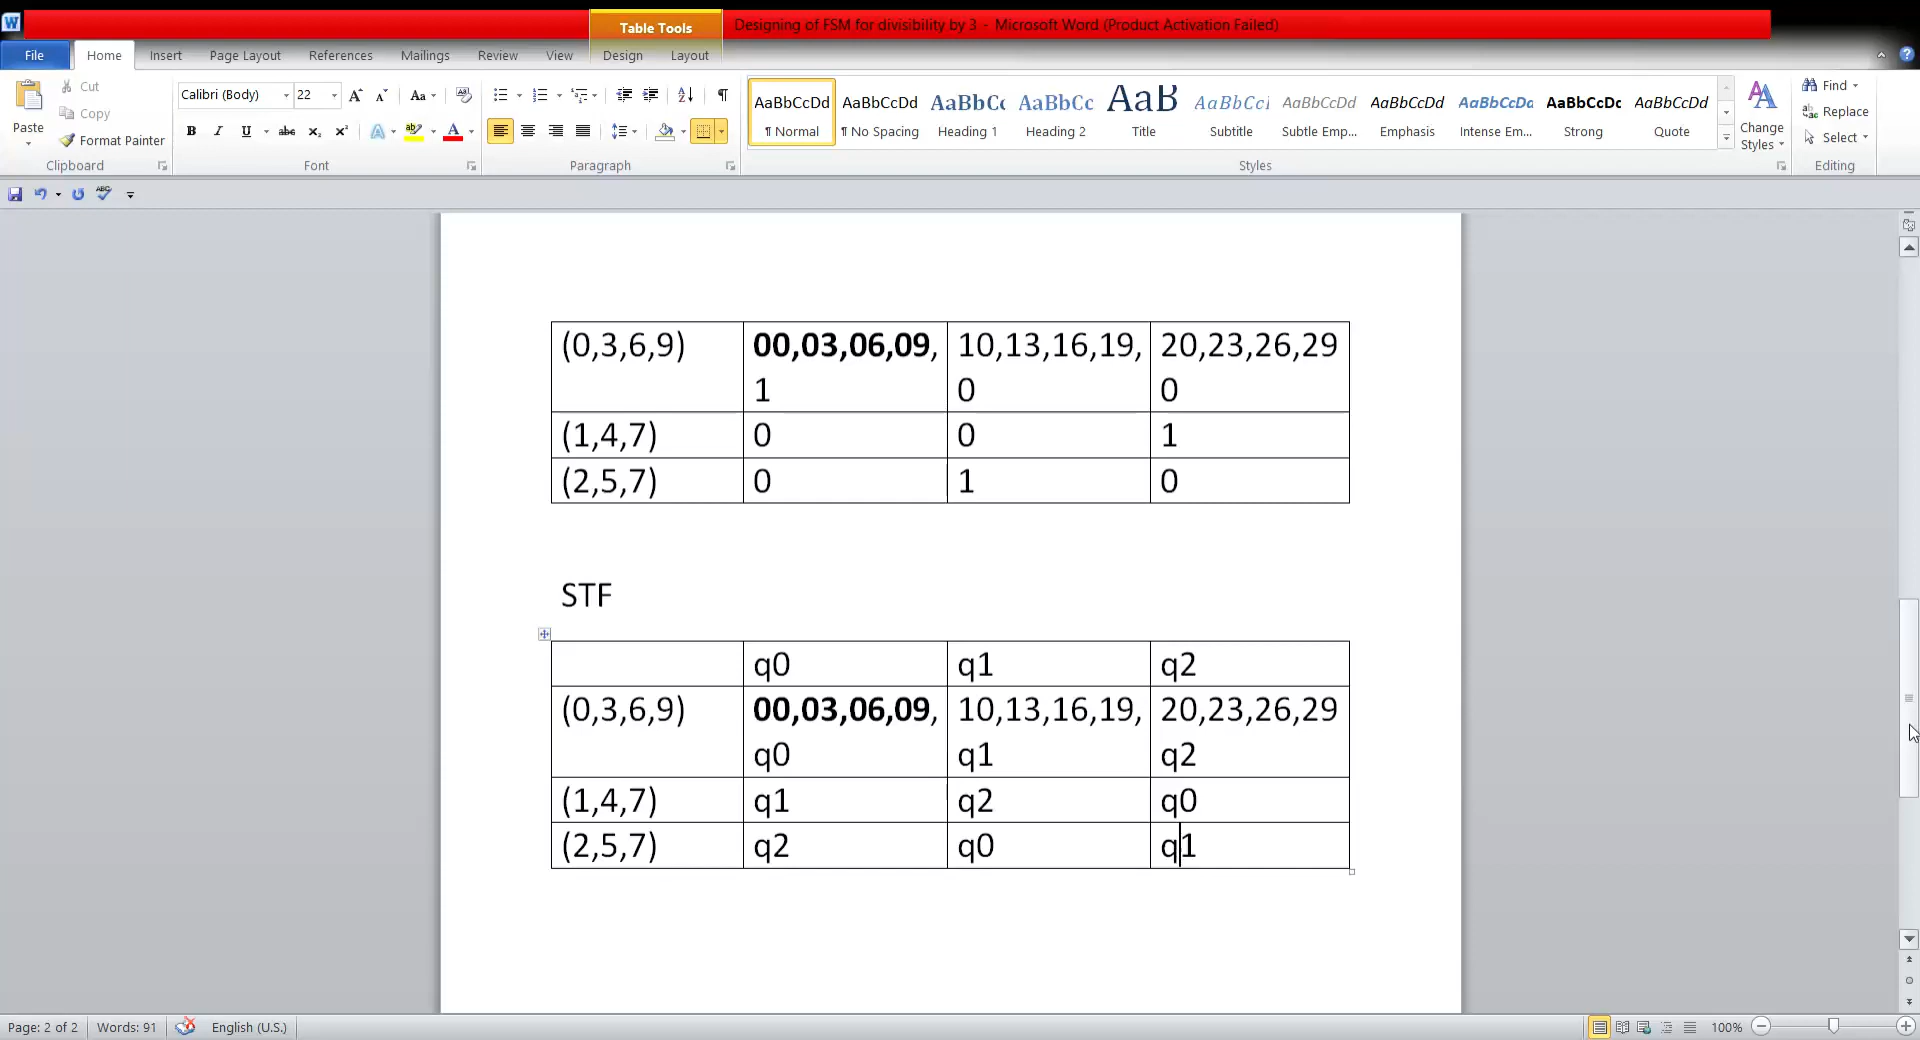 Table Tools
Designing of FSM for divisibility by 3 - Microsoft Word (Product Activation Failed)
File Home Insert Page Layout References Mailings Review View Design Layout
Paste
Cut
Copy
Format Painter
Clipboard
Calibri (Body) 22
Font
Paragraph
AaBbCcDd AaBbCcDd AaBbCc AaBbCc AaB AaBbCcI AaBbCcDd AaBbCcDd AaBbCcDd AaBbCcDc AaBbCcDd
¶ Normal ¶ No Spacing Heading 1 Heading 2 Title Subtitle Subtle Emp... Emphasis Intense Em... Strong Quote
Styles
Change Styles
Find
Replace
Select
Editing
(0,3,6,9) 00,03,06,09, 10,13,16,19, 20,23,26,29
1 0 0
(1,4,7) 0 0 1
(2,5,7) 0 1 0
STF
q0 q1 q2
(0,3,6,9) 00,03,06,09, 10,13,16,19, 20,23,26,29
q0 q1 q2
(1,4,7) q1 q2 q0
(2,5,7) q2 q0 q1
Page: 2 of 2 Words: 91 English (U.S.) 100%